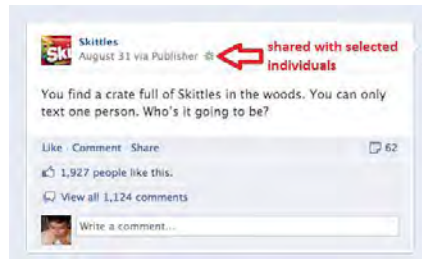 Ski
Skittles
August 31 via Publisher
shared with selected
individuals
You find a crate full of Skittles in the woods. You can only
text one person. Who's it going to be?
Like · Comment · Share
62
1,927 people like this.
View all 1,124 comments
Write a comment...